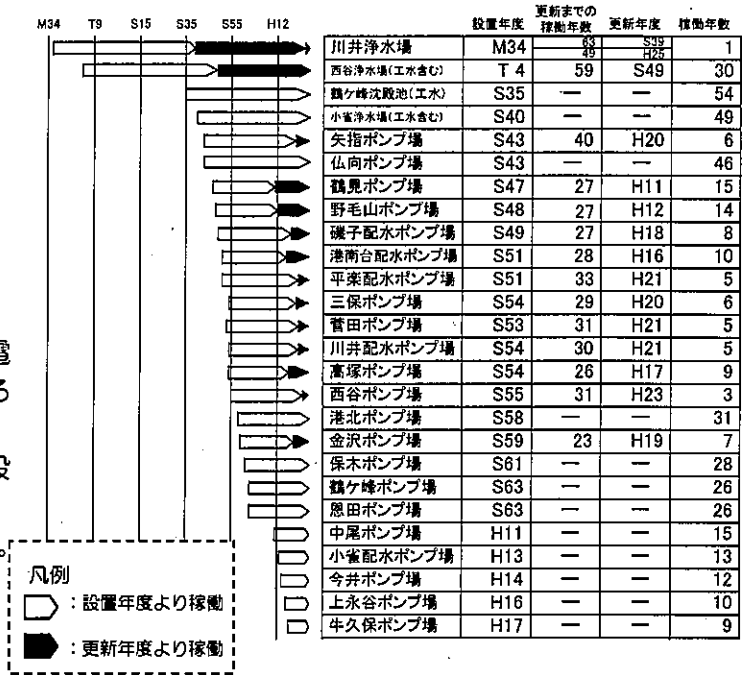 M34 T9 S15 S35 S55 H12
設置年度 更新までの稼働年数 更新年度 稼働年数
川井浄水場 M34 63 49 S39 H25 1
西谷浄水場(工水含む) T 4 59 S49 30
鶴ケ峰沈殿池(工水) S35 — — 54
小雀浄水場(工水含む) S40 — — 49
矢指ポンプ場 S43 40 H20 6
仏向ポンプ場 S43 — — 46
鶴見ポンプ場 S47 27 H11 15
野毛山ポンプ場 S48 27 H12 14
磯子配水ポンプ場 S49 27 H18 8
港南台配水ポンプ場 S51 28 H16 10
平楽配水ポンプ場 S51 33 H21 5
三保ポンプ場 S54 29 H20 6
菅田ポンプ場 S53 31 H21 5
川井配水ポンプ場 S54 30 H21 5
高塚ポンプ場 S54 26 H17 9
西谷ポンプ場 S55 31 H23 3
港北ポンプ場 S58 — — 31
金沢ポンプ場 S59 23 H19 7
保木ポンプ場 S61 — — 28
鶴ケ峰ポンプ場 S63 — — 26
恩田ポンプ場 S63 — — 26
中尾ポンプ場 H11 — — 15
小雀配水ポンプ場 H13 — — 13
今井ポンプ場 H14 — — 12
上永谷ポンプ場 H16 — — 10
牛久保ポンプ場 H17 — — 9
凡例
:設置年度より稼働
:更新年度より稼働